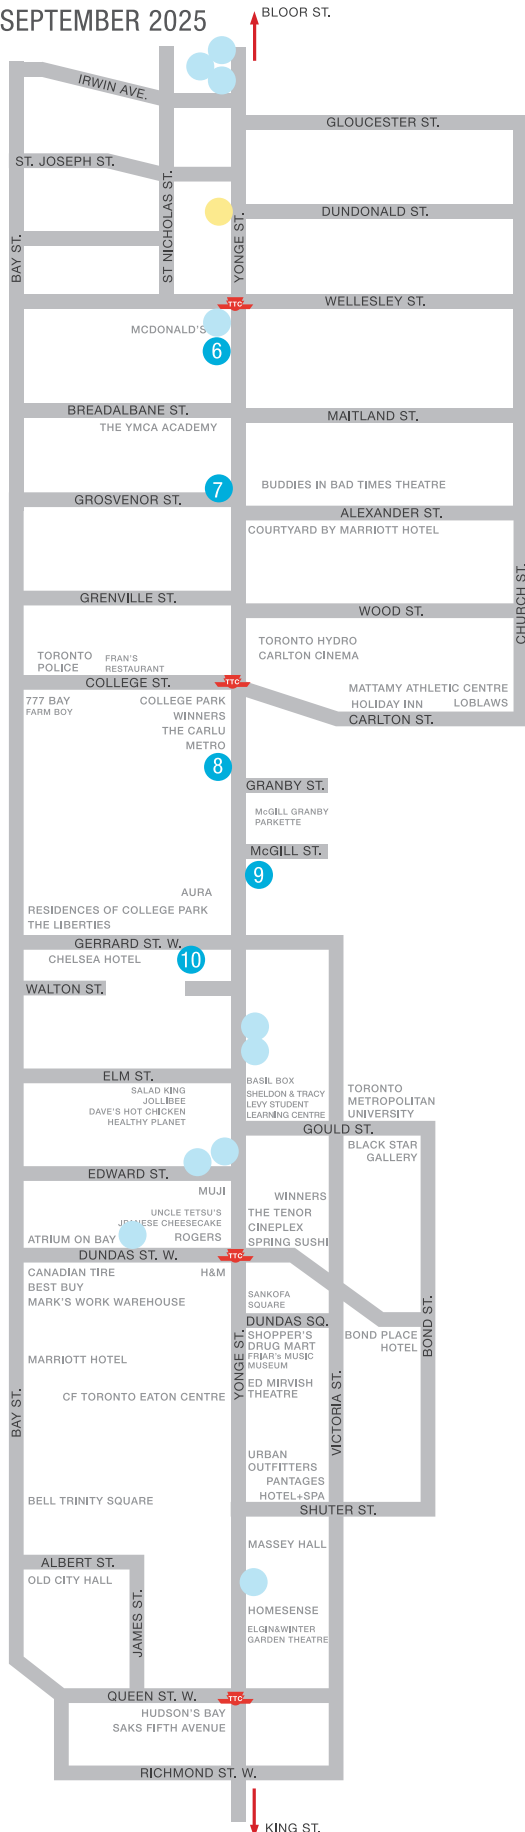 SEPTEMBER 2025
BLOOR ST.
IRWIN AVE.
GLOUCESTER ST.
ST. JOSEPH ST.
ST NICHOLAS ST.
DUNDONALD ST.
BAY ST.
YONGE ST.
TTC
WELLESLEY ST.
MCDONALD'S
6
BREADALBANE ST.
MAITLAND ST.
THE YMCA ACADEMY
7
BUDDIES IN BAD TIMES THEATRE
GROSVENOR ST.
ALEXANDER ST.
COURTYARD BY MARRIOTT HOTEL
CHURCH ST.
GRENVILLE ST.
WOOD ST.
TORONTO HYDRO
CARLTON CINEMA
TORONTO
POLICE
FRAN'S
RESTAURANT
COLLEGE ST.
TTC
MATTAMY ATHLETIC CENTRE
HOLIDAY INN
LOBLAWS
CARLTON ST.
777 BAY
FARM BOY
COLLEGE PARK
WINNERS
THE CARLU
METRO
8
GRANBY ST.
McGILL GRANBY
PARKETTE
McGILL ST.
9
AURA
RESIDENCES OF COLLEGE PARK
THE LIBERTIES
GERRARD ST. W.
CHELSEA HOTEL
10
WALTON ST.
ELM ST.
SALAD KING
JOLLIBEE
DAVE'S HOT CHICKEN
HEALTHY PLANET
BASIL BOX
SHELDON & TRACY
LEVY STUDENT
LEARNING CENTRE
TORONTO
METROPOLITAN
UNIVERSITY
GOULD ST.
BLACK STAR
GALLERY
EDWARD ST.
MUJI
WINNERS
UNCLE TETSU'S
CHEESECAKE
THE TENOR
CINEPLEX
SPRING SUSHI
ATRIUM ON BAY
ROGERS
DUNDAS ST. W.
TTC
CANADIAN TIRE
BEST BUY
MARK'S WORK WAREHOUSE
H&M
SANKOFA
SQUARE
DUNDAS SQ.
BOND ST.
SHOPPER'S
DRUG MART
FRIAR's MUSIC
MUSEUM
BOND PLACE
HOTEL
YONGE ST.
MARRIOTT HOTEL
ED MIRVISH
THEATRE
CF TORONTO EATON CENTRE
BAY ST.
VICTORIA ST.
URBAN
OUTFITTERS
PANTAGES
HOTEL+SPA
BELL TRINITY SQUARE
SHUTER ST.
MASSEY HALL
ALBERT ST.
OLD CITY HALL
JAMES ST.
HOMESENSE
ELGIN&WINTER
GARDEN THEATRE
QUEEN ST. W.
TTC
HUDSON'S BAY
SAKS FIFTH AVENUE
RICHMOND ST. W.
KING ST.